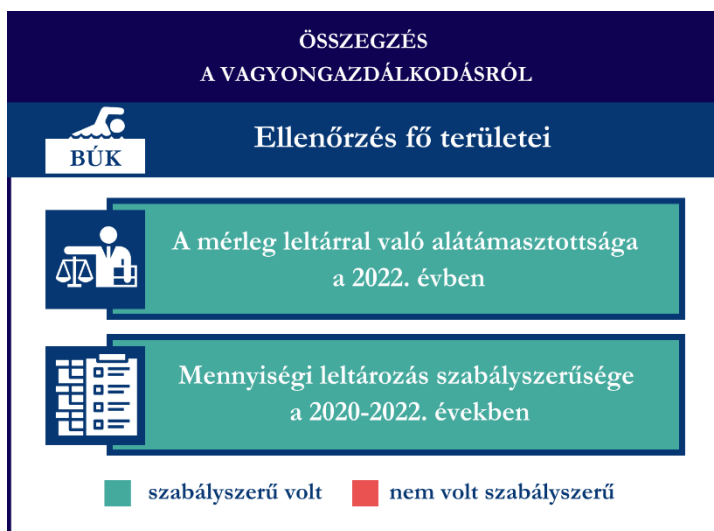 ÖSSZEGZÉS
A VAGYONGAZDÁLKODÁSRÓL
BÚK
Ellenőrzés fő területei
A mérleg leltárral való alátámasztottsága
a 2022. évben
Mennyiségi leltározás szabályszerűsége
a 2020-2022. években
szabályszerű volt
nem volt szabályszerű